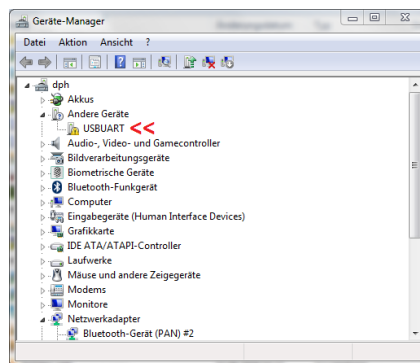 Geräte-Manager
Datei Aktion Ansicht ?
dph
Akkus
Andere Geräte
USBUART <<
Audio-, Video- und Gamecontroller
Bildverarbeitungsgeräte
Biometrische Geräte
Bluetooth-Funkgerät
Computer
Eingabegeräte (Human Interface Devices)
Grafikkarte
IDE ATA/ATAPI-Controller
Laufwerke
Mäuse und andere Zeigegeräte
Modems
Monitore
Netzwerkadapter
Bluetooth-Gerät (PAN) #2